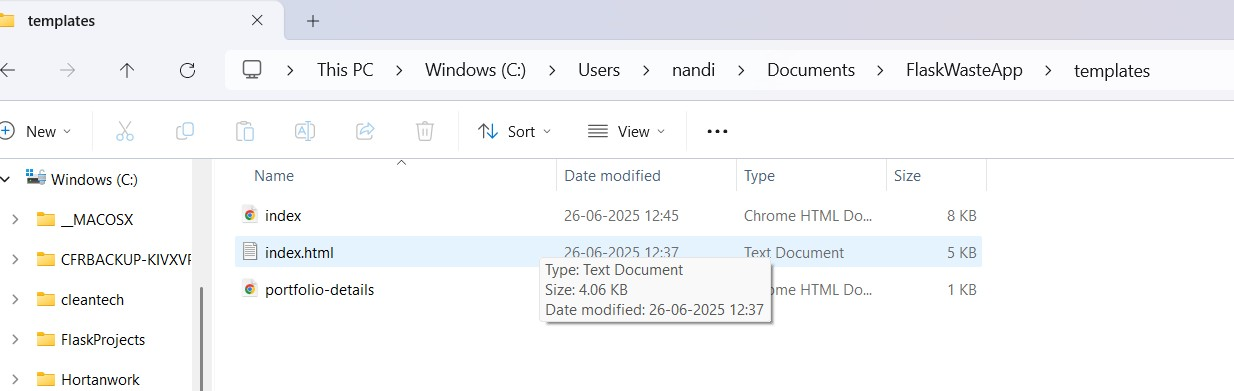 templates
This PC Windows (C:) Users nandi Documents FlaskWasteApp templates
New Sort View
Windows (C:)
__MACOSX
cleantech
FlaskProjects
Hortanwork
Name Date modified Type Size
index 26-06-2025 12:45 Chrome HTML Do... 8 KB
index.html 26-06-2025 12:37 Text Document 5 KB
portfolio-details ome HTML Do... 1 KB
Type: Text Document
Size: 4.06 KB
Date modified: 26-06-2025 12:37